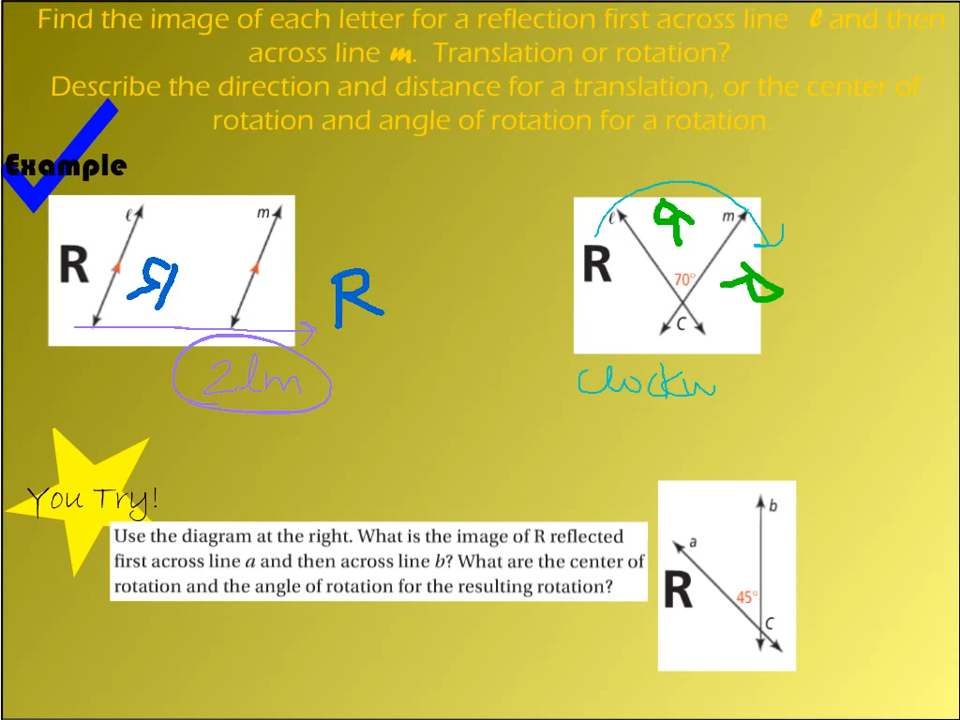 Find the image of each letter for a reflection first across line ℓ and then
across line m. Translation or rotation?
Describe the direction and distance for a translation, or the center of
rotation and angle of rotation for a rotation.
Example
ℓ
m
R
R
R
2lm
ℓ
m
R
R
R
70°
C
Clockw
You Try!
Use the diagram at the right. What is the image of R reflected
first across line a and then across line b? What are the center of
rotation and the angle of rotation for the resulting rotation?
b
a
R
45°
C